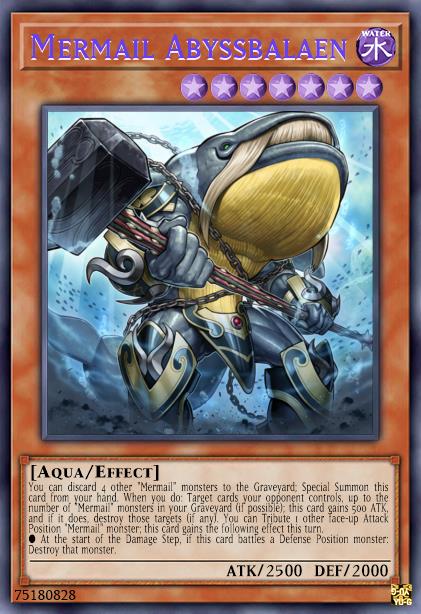 Mermail Abyssbalaen
WATER
水
[Aqua/Effect]
You can discard 4 other "Mermail" monsters to the Graveyard; Special Summon this
card from your hand. When you do: Target cards your opponent controls, up to the
number of "Mermail" monsters in your Graveyard (if possible); this card gains 500 ATK,
and if it does, destroy those targets (if any). You can Tribute 1 other face-up Attack
Position "Mermail" monster; this card gains the following effect this turn.
● At the start of the Damage Step, if this card battles a Defense Position monster:
Destroy that monster.
ATK/2500 DEF/2000
75180828